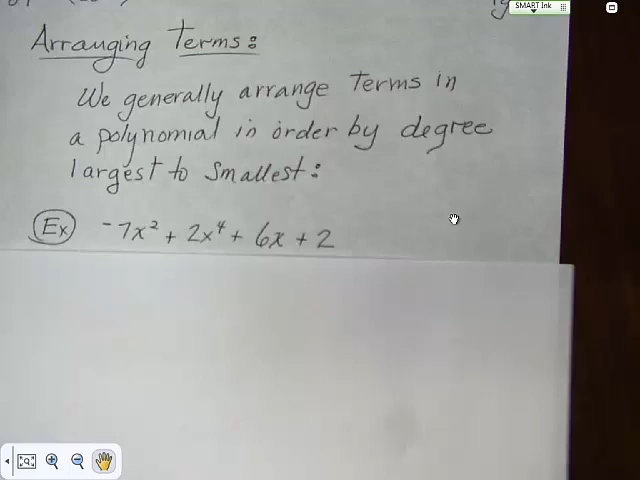 SMART Ink
Arranging Terms:
We generally arrange Terms in
a polynomial in order by degree
largest to smallest:
Ex -7x² + 2x⁴ + 6x + 2